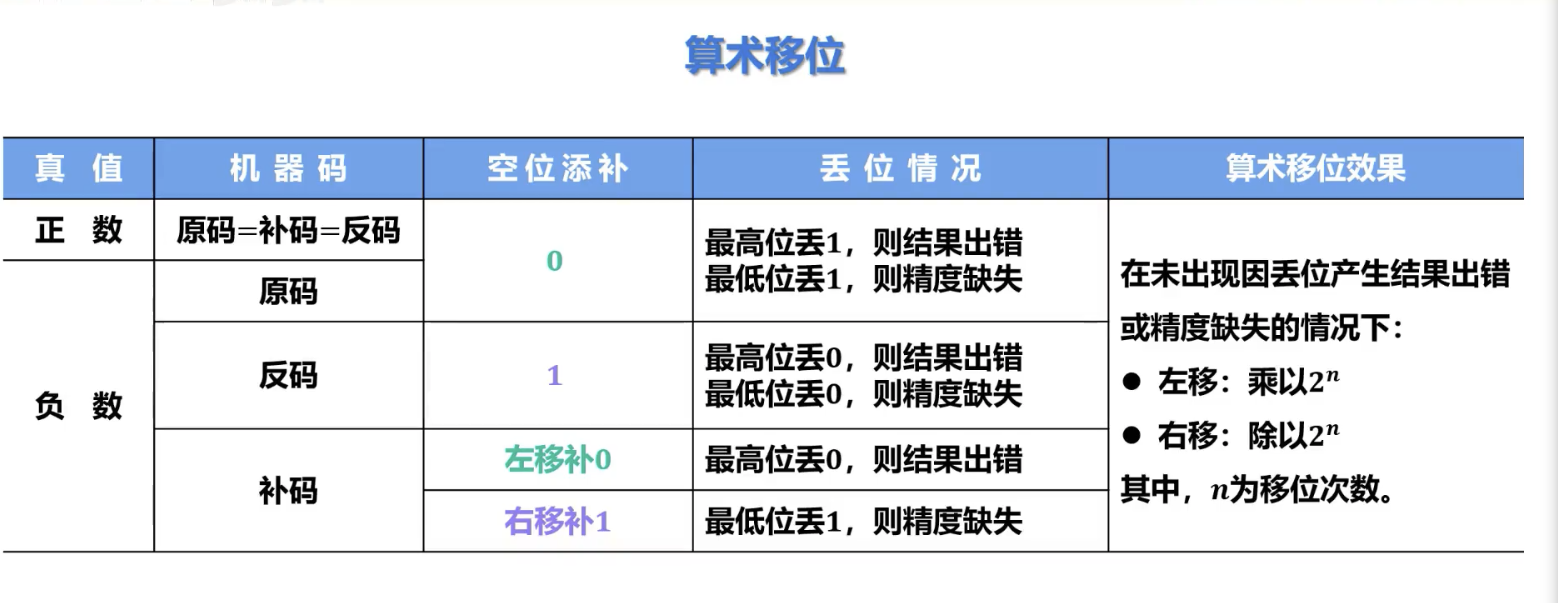 算术移位
真 值 机 器 码 空位添补 丢 位 情 况 算术移位效果
正 数 原码=补码=反码 0 最高位丢1，则结果出错
最低位丢1，则精度缺失
负 数 原码
反码 1 最高位丢0，则结果出错
最低位丢0，则精度缺失
补码 左移补0 最高位丢0，则结果出错
右移补1 最低位丢1，则精度缺失
在未出现因丢位产生结果出错
或精度缺失的情况下：
● 左移：乘以2ⁿ
● 右移：除以2ⁿ
其中，n为移位次数。